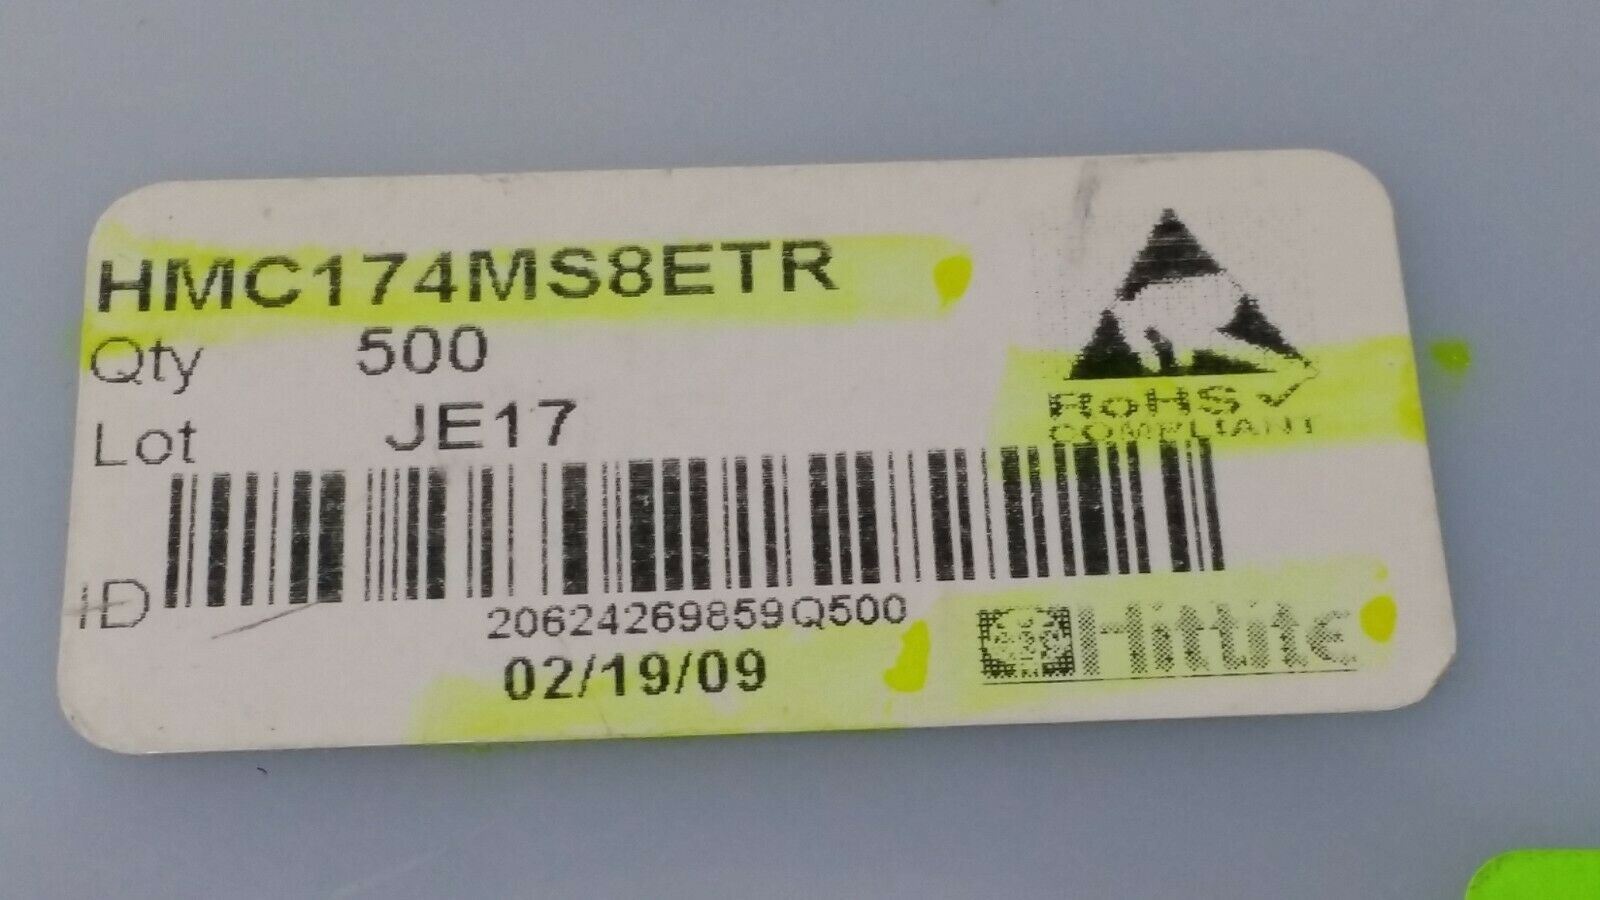 HMC174MS8ETR
Qty 500
Lot JE17
RoHS
COMPLIANT
ID
20624269859Q500
02/19/09
Hittite